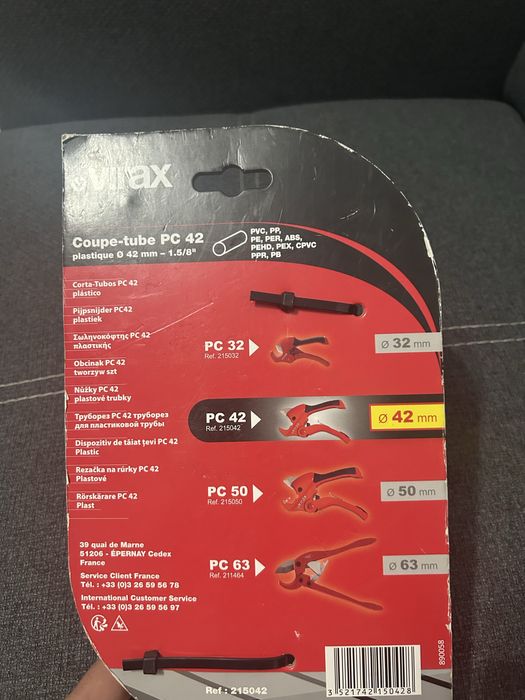 virax
Coupe-tube PC 42
plastique Ø 42 mm – 1.5/8"
PVC, PP,
PE, PER, ABS,
PEHD, PEX, CPVC
PPR, PB
Corta-Tubos PC 42
plástico
Pijpsnijder PC 42
plastiek
Σωληνοκόφτης PC 42
πλαστικής
Obcinak PC 42
tworzyw szt
Nůžky PC 42
plastové trubky
Труборез PC 42 труборез
для пластиковой трубы
Dispozitiv de tăiat ţevi PC 42
Plastic
Rezačka na rúrky PC 42
Plastové
Rörskärare PC 42
Plast
PC 32
Ref. 215032
Ø 32 mm
PC 42
Ref. 215042
Ø 42 mm
PC 50
Ref. 215050
Ø 50 mm
PC 63
Ref. 211464
Ø 63 mm
39 quai de Marne
51206 - ÉPERNAY Cedex
France
Service Client France
Tél. : +33 (0)3 26 59 56 78
International Customer Service
Tél. : +33 (0)3 26 59 56 97
Ref : 215042
890058
3 521742 150428